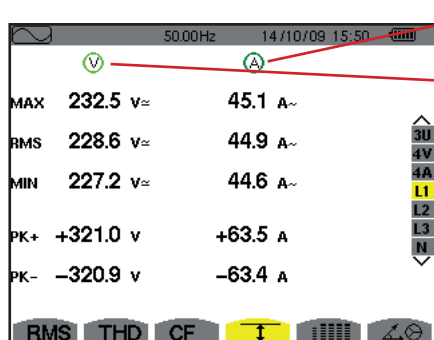 50.00Hz 14/10/09 15:50
V A
MAX 232.5 V≃ 45.1 A~
RMS 228.6 V≃ 44.9 A~
MIN 227.2 V≃ 44.6 A~
PK+ +321.0 V +63.5 A
PK- −320.9 V −63.4 A
3U
4V
4A
L1
L2
L3
N
RMS THD CF